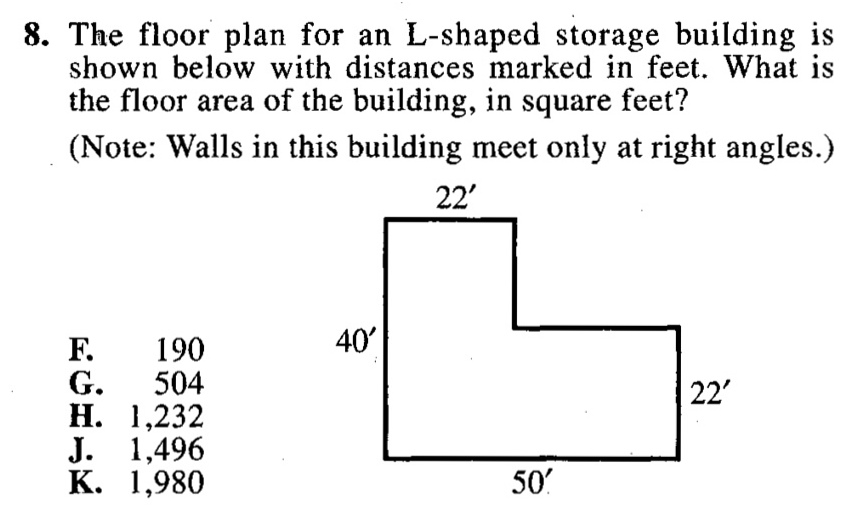 8. The floor plan for an L-shaped storage building is
shown below with distances marked in feet. What is
the floor area of the building, in square feet?
(Note: Walls in this building meet only at right angles.)
22′
40′
22′
50′
F. 190
G. 504
H. 1,232
J. 1,496
K. 1,980